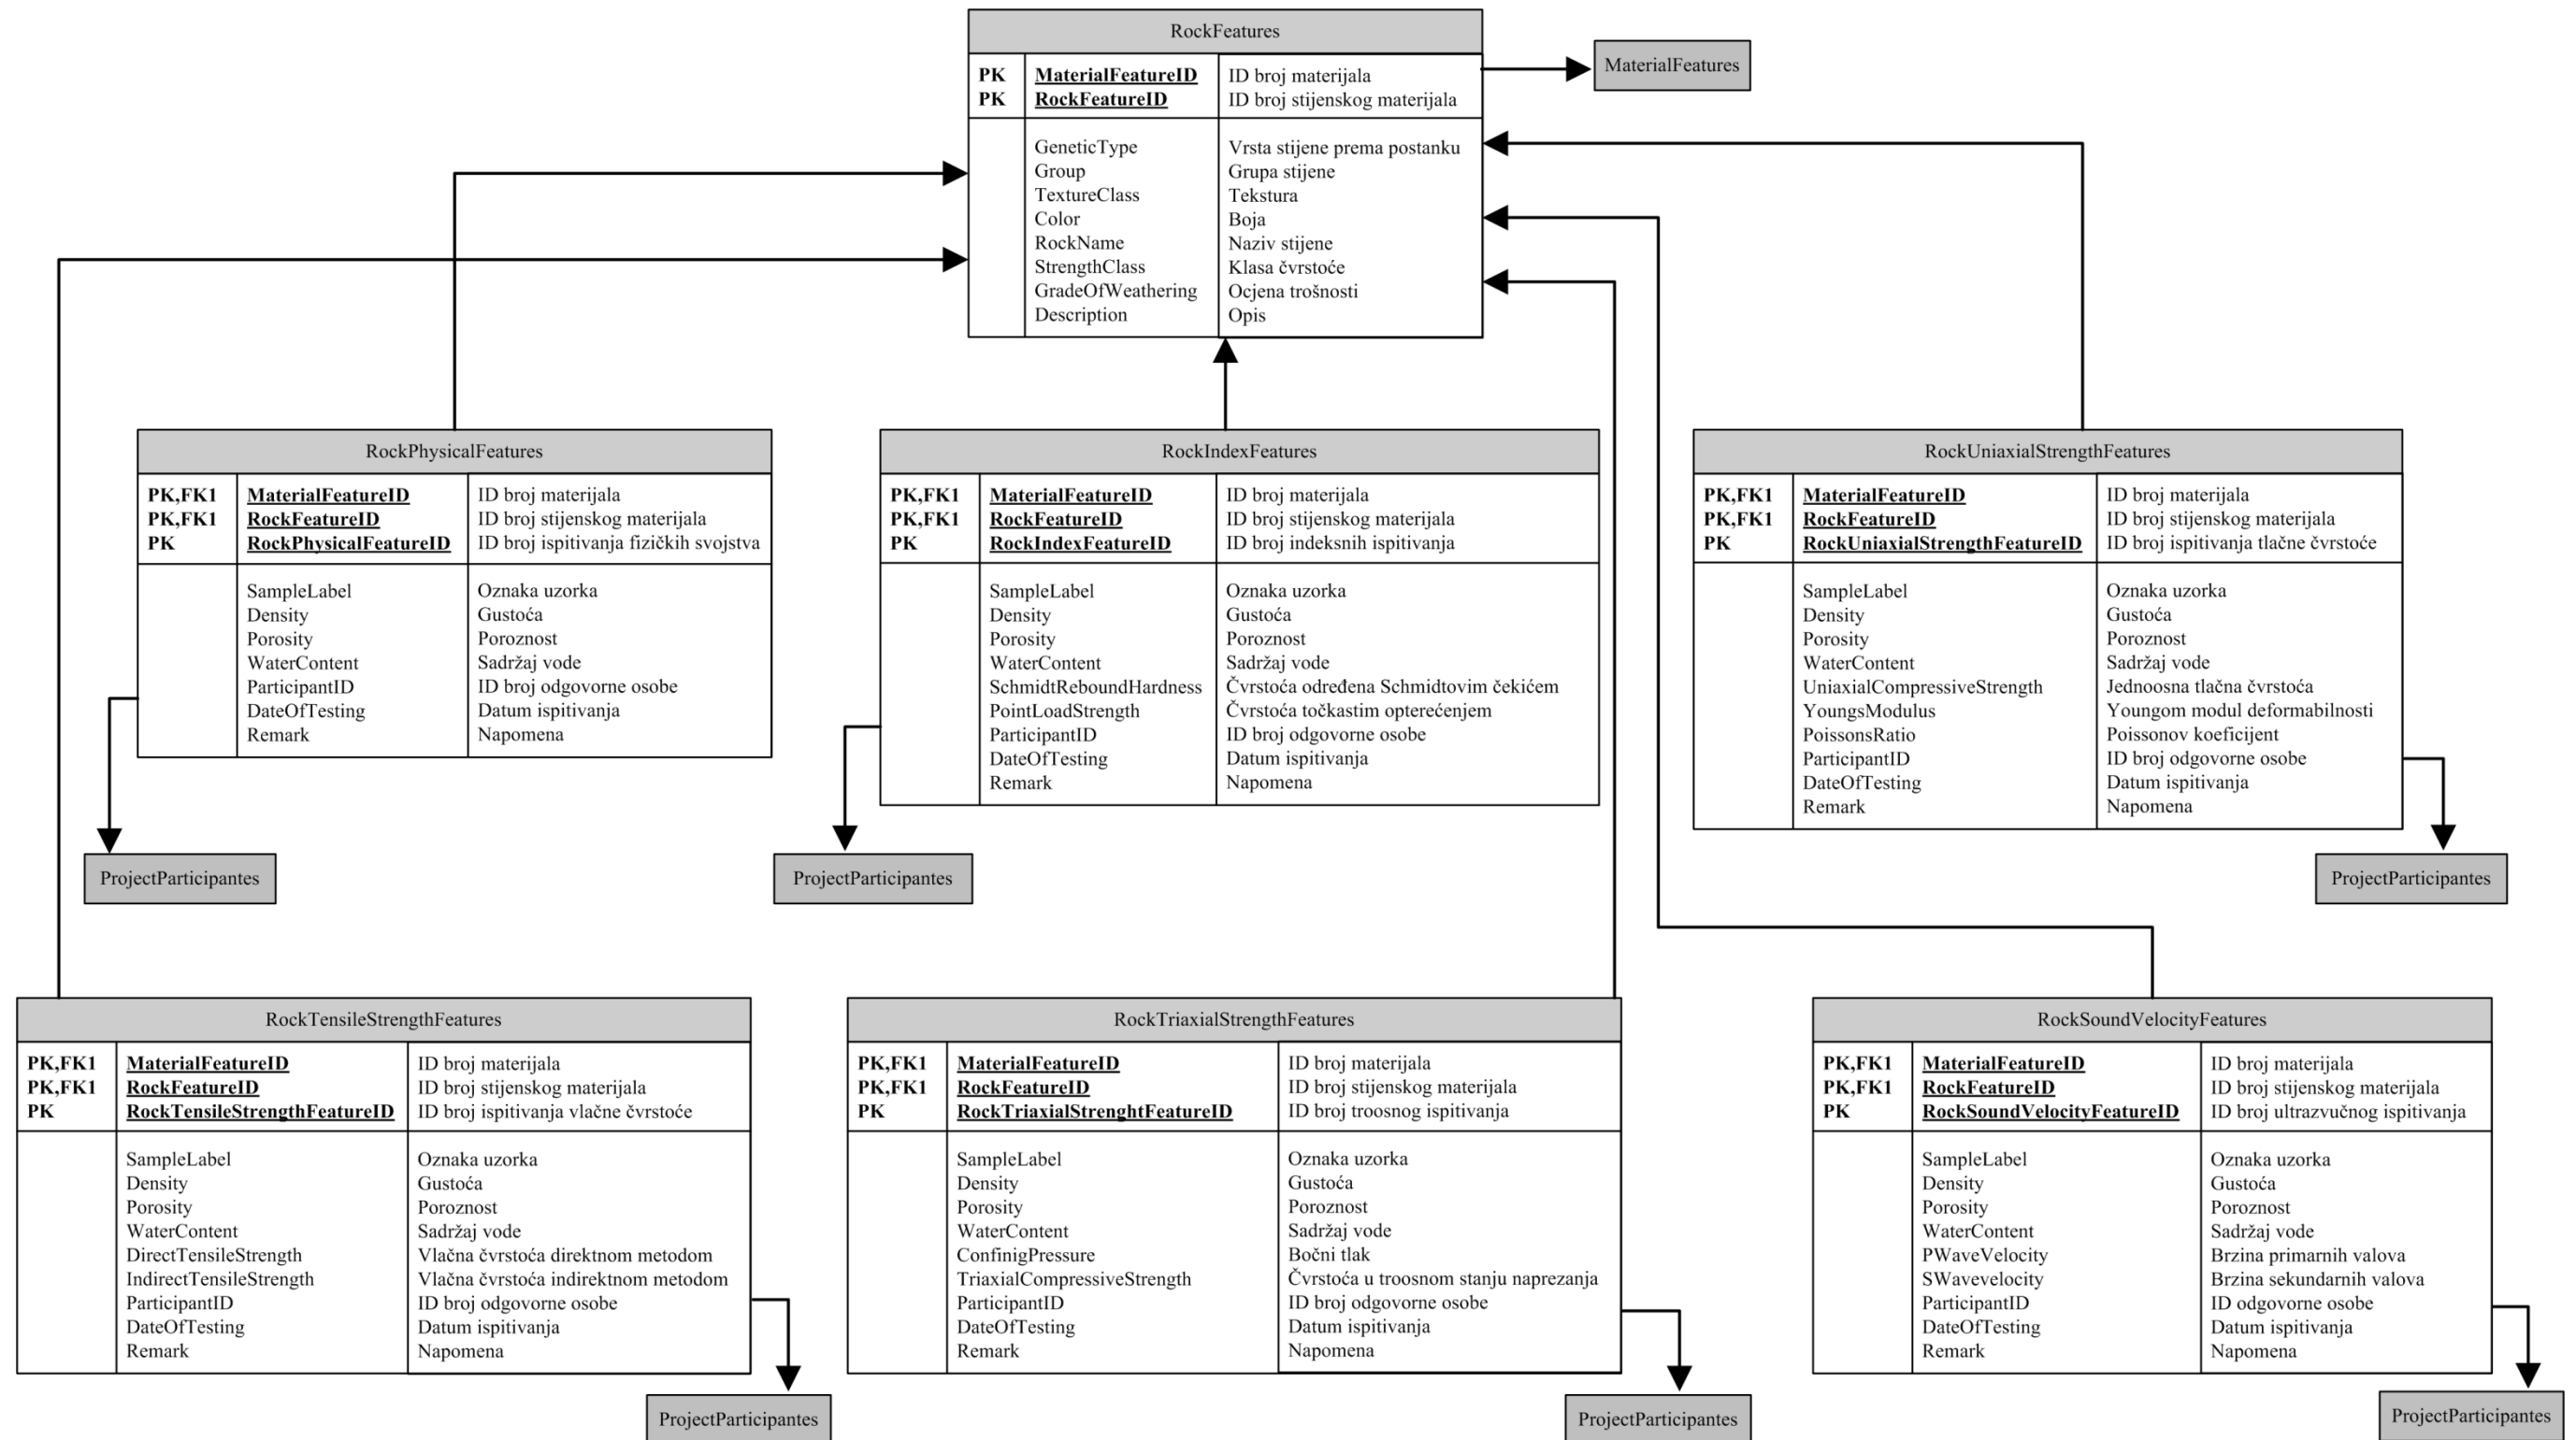 RockFeatures
PK MaterialFeatureID ID broj materijala
PK RockFeatureID ID broj stijenskog materijala
GeneticType Vrsta stijene prema postanku
Group Grupa stijene
TextureClass Tekstura
Color Boja
RockName Naziv stijene
StrengthClass Klasa čvrstoće
GradeOfWeathering Ocjena trošnosti
Description Opis
MaterialFeatures
RockPhysicalFeatures
PK,FK1 MaterialFeatureID ID broj materijala
PK,FK1 RockFeatureID ID broj stijenskog materijala
PK RockPhysicalFeatureID ID broj ispitivanja fizičkih svojstva
SampleLabel Oznaka uzorka
Density Gustoća
Porosity Poroznost
WaterContent Sadržaj vode
ParticipantID ID broj odgovorne osobe
DateOfTesting Datum ispitivanja
Remark Napomena
ProjectParticipantes
RockIndexFeatures
PK,FK1 MaterialFeatureID ID broj materijala
PK,FK1 RockFeatureID ID broj stijenskog materijala
PK RockIndexFeatureID ID broj indeksnih ispitivanja
SampleLabel Oznaka uzorka
Density Gustoća
Porosity Poroznost
WaterContent Sadržaj vode
SchmidtReboundHardness Čvrstoća određena Schmidtovim čekićem
PointLoadStrength Čvrstoća točkastim opterećenjem
ParticipantID ID broj odgovorne osobe
DateOfTesting Datum ispitivanja
Remark Napomena
ProjectParticipantes
RockUniaxialStrengthFeatures
PK,FK1 MaterialFeatureID ID broj materijala
PK,FK1 RockFeatureID ID broj stijenskog materijala
PK RockUniaxialStrengthFeatureID ID broj ispitivanja tlačne čvrstoće
SampleLabel Oznaka uzorka
Density Gustoća
Porosity Poroznost
WaterContent Sadržaj vode
UniaxialCompressiveStrength Jednoosna tlačna čvrstoća
YoungsModulus Youngom modul deformabilnosti
PoissonsRatio Poissonov koeficijent
ParticipantID ID broj odgovorne osobe
DateOfTesting Datum ispitivanja
Remark Napomena
ProjectParticipantes
RockTensileStrengthFeatures
PK,FK1 MaterialFeatureID ID broj materijala
PK,FK1 RockFeatureID ID broj stijenskog materijala
PK RockTensileStrengthFeatureID ID broj ispitivanja vlačne čvrstoće
SampleLabel Oznaka uzorka
Density Gustoća
Porosity Poroznost
WaterContent Sadržaj vode
DirectTensileStrength Vlačna čvrstoća direktnom metodom
IndirectTensileStrength Vlačna čvrstoća indirektnom metodom
ParticipantID ID broj odgovorne osobe
DateOfTesting Datum ispitivanja
Remark Napomena
ProjectParticipantes
RockTriaxialStrengthFeatures
PK,FK1 MaterialFeatureID ID broj materijala
PK,FK1 RockFeatureID ID broj stijenskog materijala
PK RockTriaxialStrenghtFeatureID ID broj troosnog ispitivanja
SampleLabel Oznaka uzorka
Density Gustoća
Porosity Poroznost
WaterContent Sadržaj vode
ConfinigPressure Bočni tlak
TriaxialCompressiveStrength Čvrstoća u troosnom stanju naprezanja
ParticipantID ID broj odgovorne osobe
DateOfTesting Datum ispitivanja
Remark Napomena
ProjectParticipantes
RockSoundVelocityFeatures
PK,FK1 MaterialFeatureID ID broj materijala
PK,FK1 RockFeatureID ID broj stijenskog materijala
PK RockSoundVelocityFeatureID ID broj ultrazvučnog ispitivanja
SampleLabel Oznaka uzorka
Density Gustoća
Porosity Poroznost
WaterContent Sadržaj vode
PWaveVelocity Brzina primarnih valova
SWavevelocity Brzina sekundarnih valova
ParticipantID ID odgovorne osobe
DateOfTesting Datum ispitivanja
Remark Napomena
ProjectParticipantes